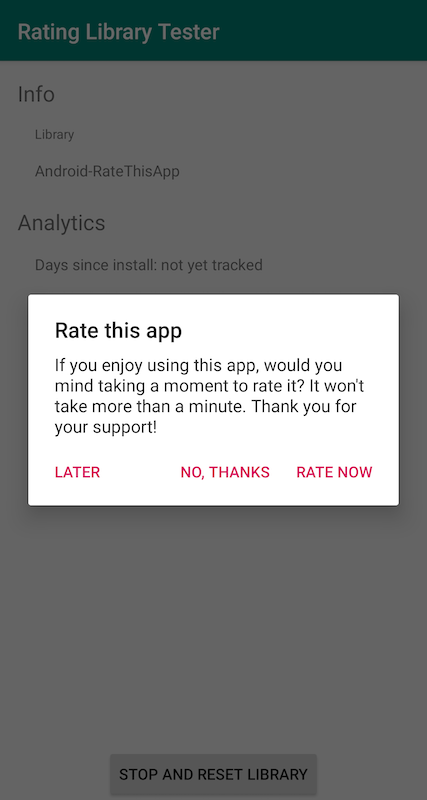 Rating Library Tester
Info
Library
Android-RateThisApp
Analytics
Days since install: not yet tracked
Rate this app
If you enjoy using this app, would you
mind taking a moment to rate it? It won't
take more than a minute. Thank you for
your support!
LATER NO, THANKS RATE NOW
STOP AND RESET LIBRARY